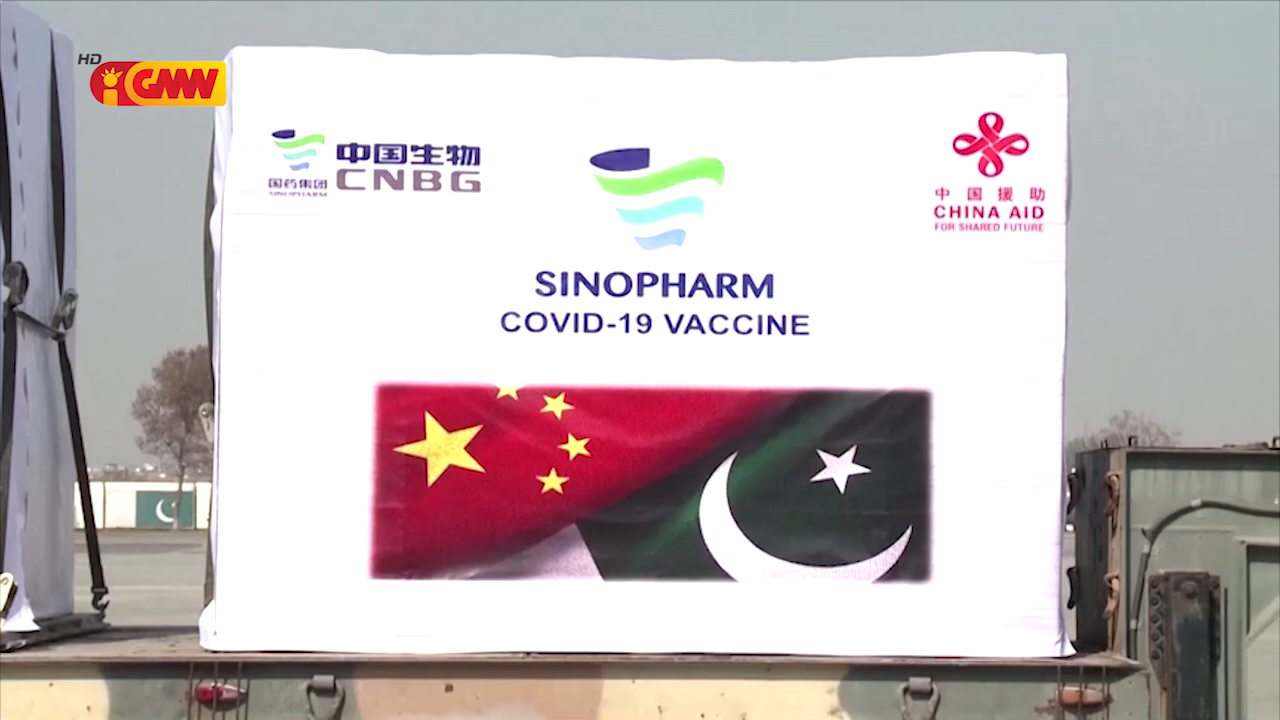 HD
iGMW
中国生物
国药集团
CNBG
SINOPHARM
SINOPHARM
COVID-19 VACCINE
中国援助
CHINA AID
FOR SHARED FUTURE